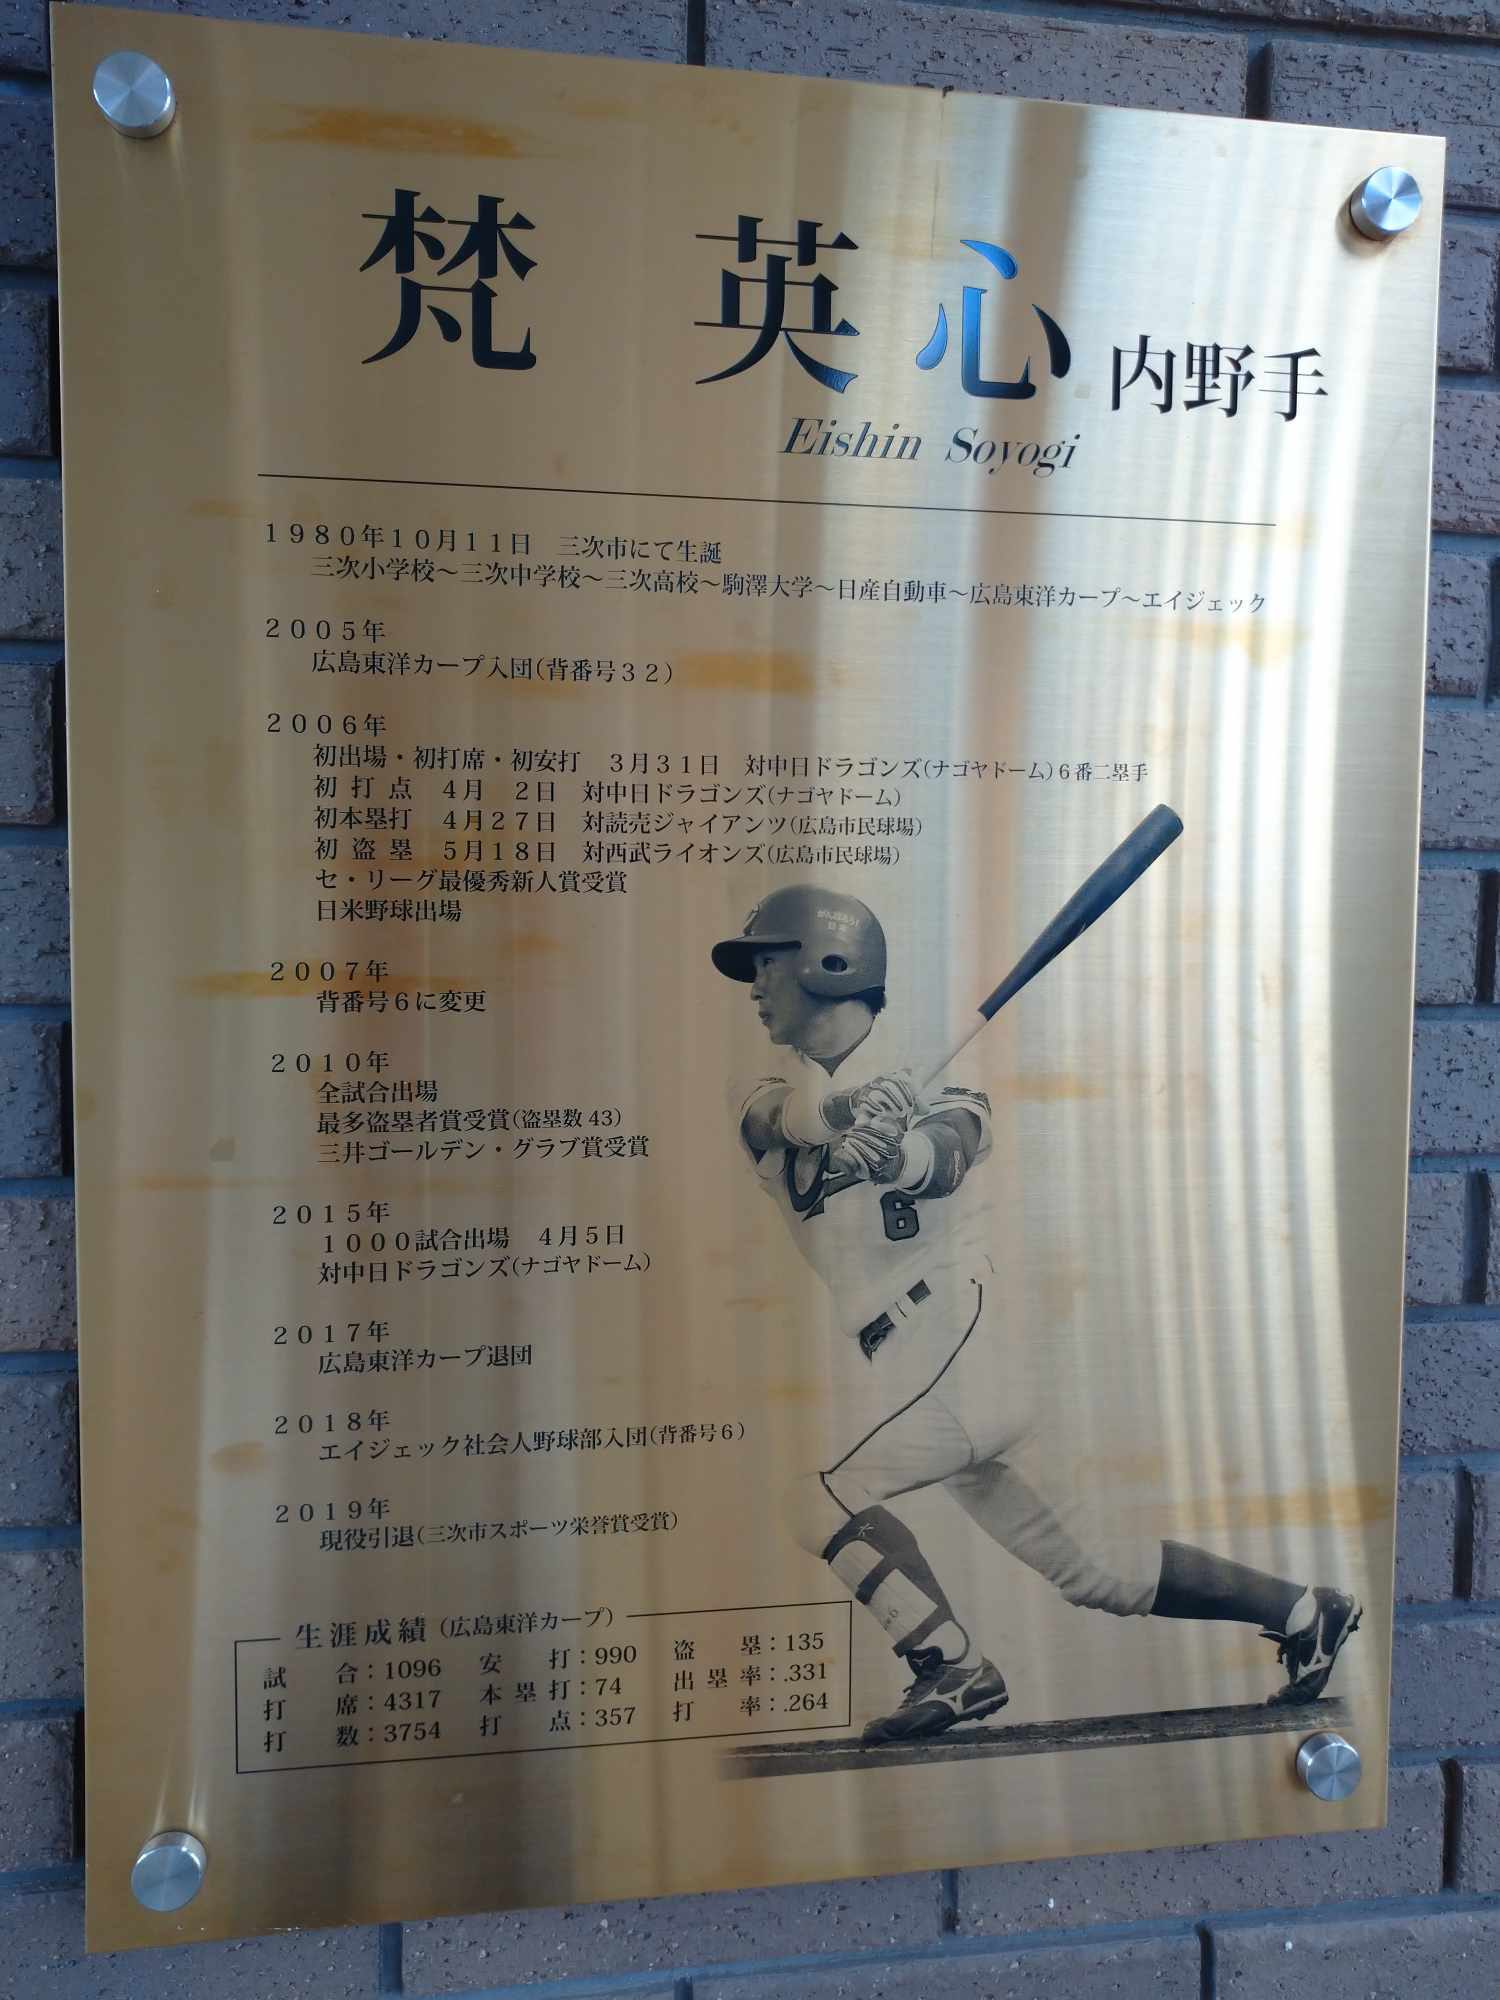 梵 英心 内野手
Eishin Soyogi
1980年10月11日 三次市にて生誕
三次小学校～三次中学校～三次高校～駒澤大学～日産自動車～広島東洋カープ～エイジェック
2005年
広島東洋カープ入団(背番号32)
2006年
初出場・初打席・初安打 3月31日 対中日ドラゴンズ(ナゴヤドーム)6番二塁手
初打点 4月 2日 対中日ドラゴンズ(ナゴヤドーム)
初本塁打 4月27日 対読売ジャイアンツ(広島市民球場)
初盗塁 5月18日 対西武ライオンズ(広島市民球場)
セ・リーグ最優秀新人賞受賞
日米野球出場
がんばろう!
日本
2007年
背番号6に変更
2010年
全試合出場
最多盗塁者賞受賞(盗塁数43)
三井ゴールデン・グラブ賞受賞
6
2015年
1000試合出場 4月5日
対中日ドラゴンズ(ナゴヤドーム)
2017年
広島東洋カープ退団
2018年
エイジェック社会人野球部入団(背番号6)
2019年
現役引退(三次市スポーツ栄誉賞受賞)
生涯成績(広島東洋カープ)
試合:1096 安打:990 盗塁:135
打席:4317 本塁打:74 出塁率:.331
打数:3754 打点:357 打率:.264